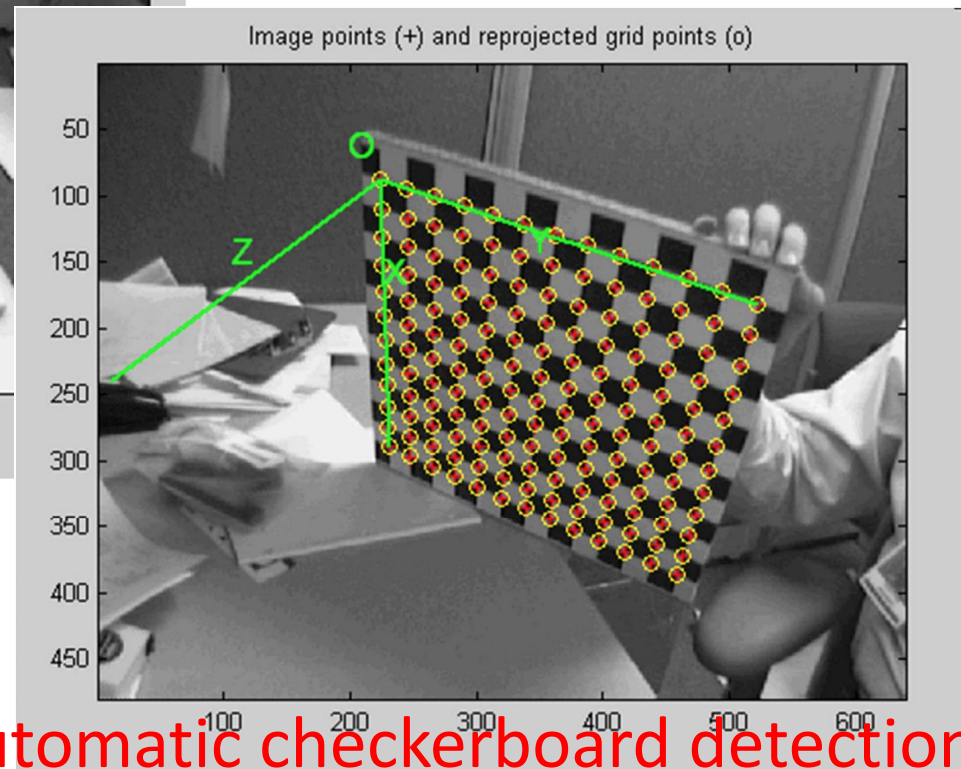 Image points (+) and reprojected grid points (o)
50
O
100
Y
150
Z
X
200
250
300
350
400
450
100 200 300 400 500 600
utomatic checkerboard detection